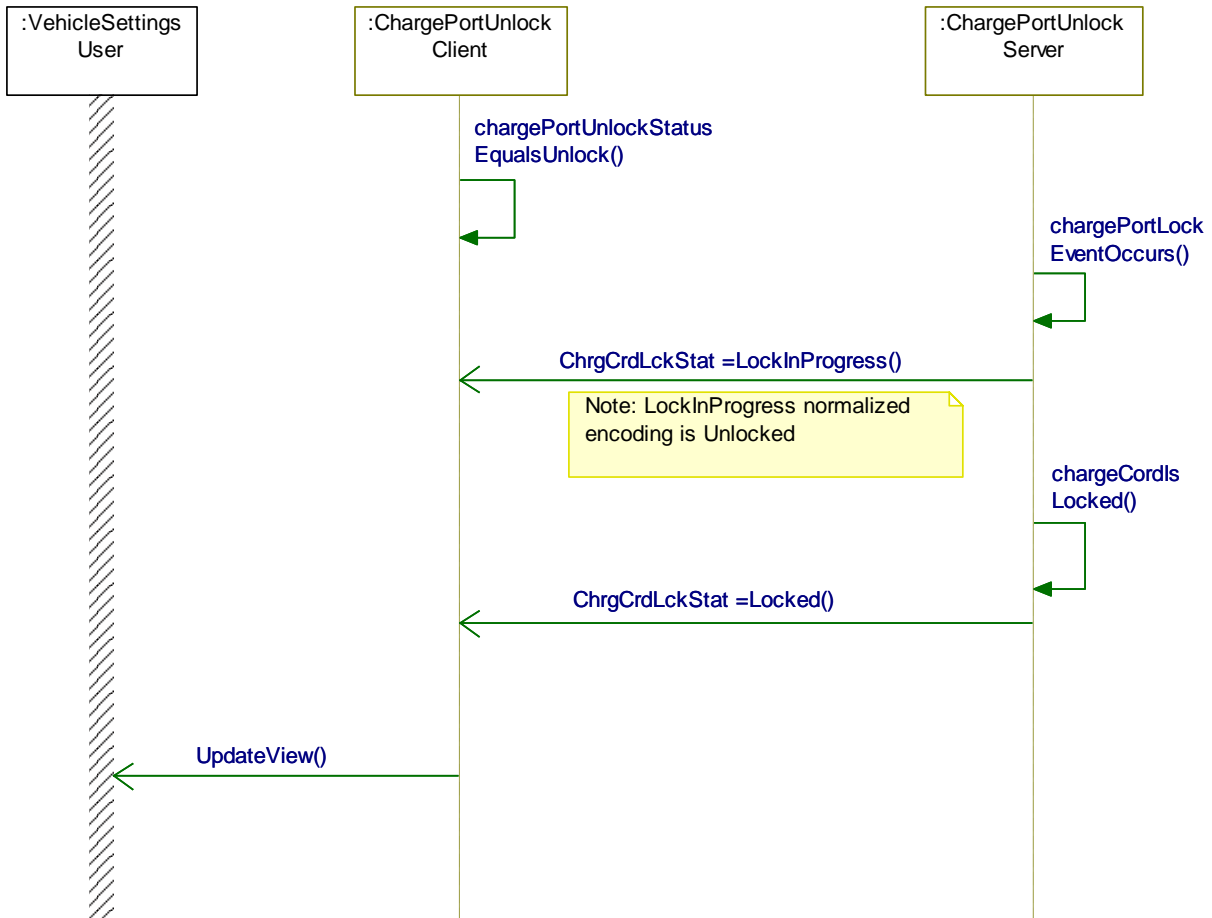 :VehicleSettings
User
:ChargePortUnlock
Client
:ChargePortUnlock
Server
chargePortUnlockStatus
EqualsUnlock()
chargePortLock
EventOccurs()
ChrgCrdLckStat =LockInProgress()
Note: LockInProgress normalized
encoding is Unlocked
chargeCordIs
Locked()
ChrgCrdLckStat =Locked()
UpdateView()